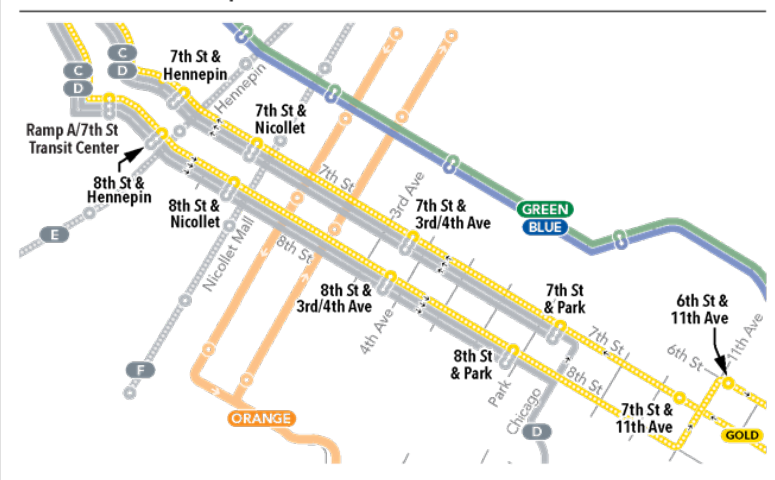 C
D
C
D
7th St &
Hennepin
Hennepin
7th St &
Nicollet
Ramp A/7th St
Transit Center
8th St &
Hennepin
8th St &
Nicollet
7th St
3rd Ave
7th St &
3rd/4th Ave
GREEN
BLUE
E
Nicollet Mall
8th St
8th St &
3rd/4th Ave
4th Ave
7th St
& Park
6th St &
11th Ave
11th Ave
7th St
6th St
8th St
& Park
8th St
Park
Chicago
F
ORANGE
D
7th St &
11th Ave
GOLD